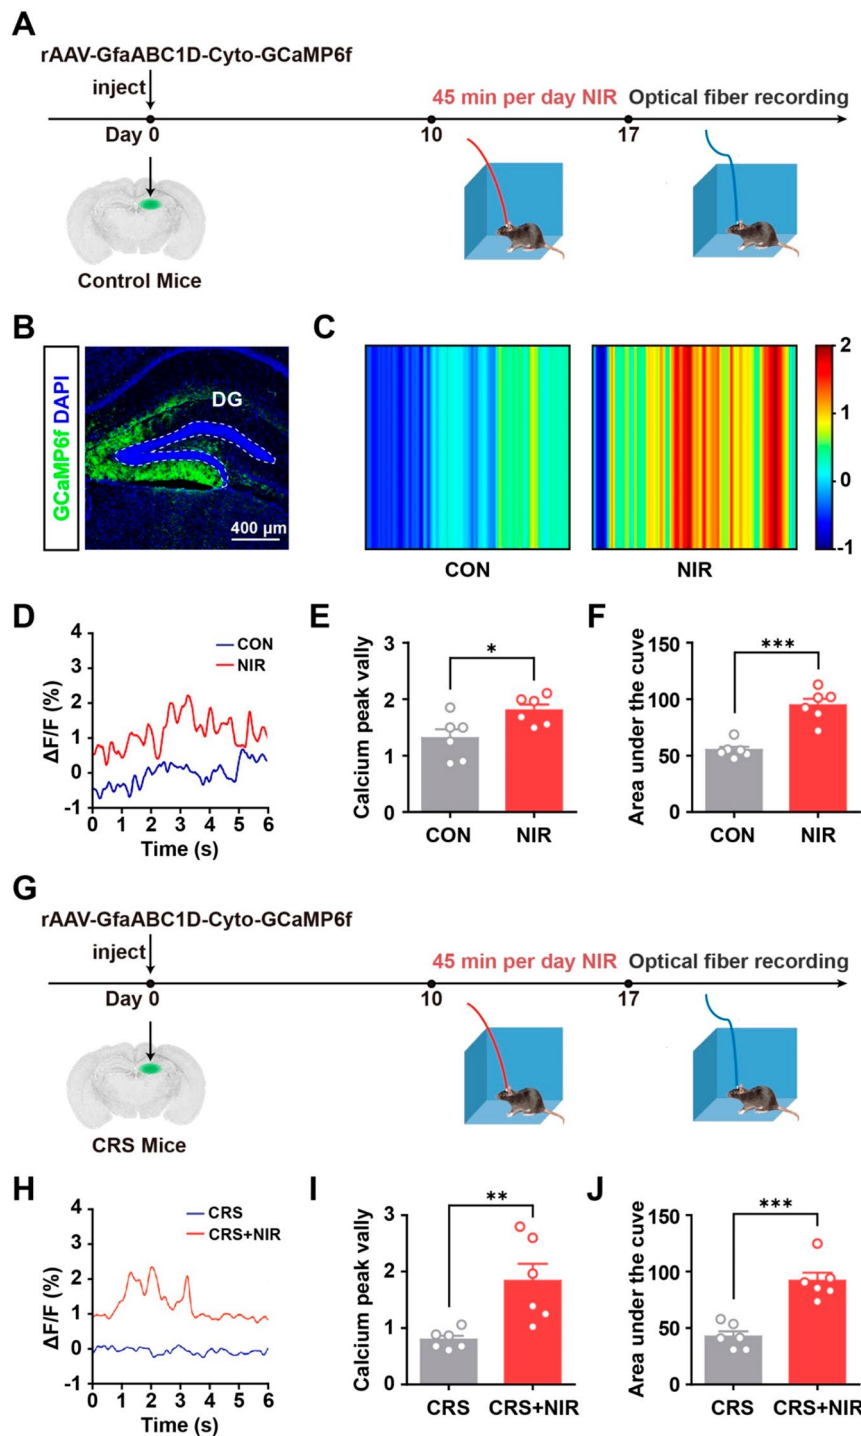 A
rAAV-GfaABC1D-Cyto-GCaMP6f
inject
45 min per day NIR Optical fiber recording
Day 0
10
17
Control Mice
B
GCaMP6f DAPI
DG
400 µm
C
CON
NIR
2
1
0
-1
D
ΔF/F (%)
4
3
2
1
0
-1
CON
NIR
0 1 2 3 4 5 6
Time (s)
E
Calcium peak vally
3
2
1
0
*
CON NIR
F
Area under the cuve
150
100
50
0
***
CON NIR
G
rAAV-GfaABC1D-Cyto-GCaMP6f
inject
45 min per day NIR Optical fiber recording
Day 0
10
17
CRS Mice
H
ΔF/F (%)
4
3
2
1
0
-1
CRS
CRS+NIR
0 1 2 3 4 5 6
Time (s)
I
Calcium peak vally
3
2
1
0
**
CRS CRS+NIR
J
Area under the cuve
150
100
50
0
***
CRS CRS+NIR